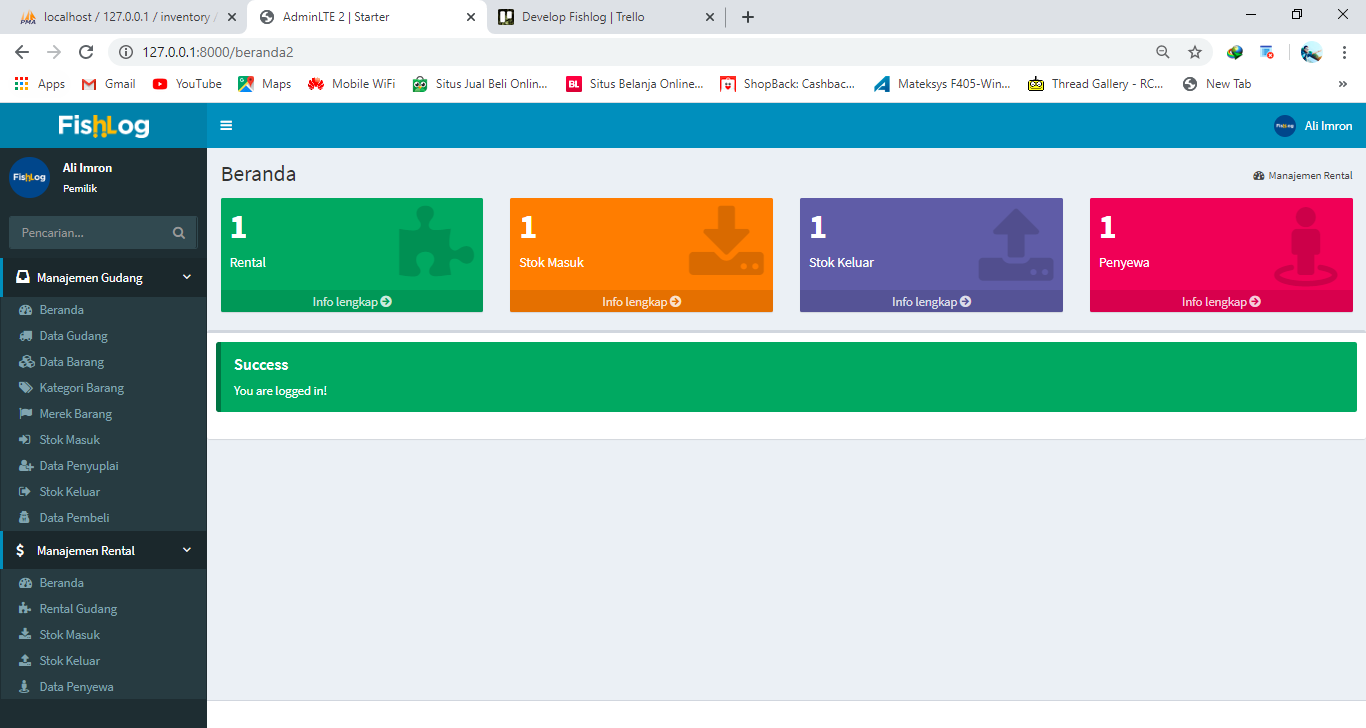 localhost / 127.0.0.1 / inventory /
AdminLTE 2 | Starter
Develop Fishlog | Trello
127.0.0.1:8000/beranda2
Apps
Gmail
YouTube
Maps
Mobile WiFi
Situs Jual Beli Onlin...
BL
Situs Belanja Online...
ShopBack: Cashbac...
Mateksys F405-Win...
Thread Gallery - RC...
New Tab
»
FishLog
FishLog
Ali Imron
FishLog
Ali Imron
Pemilik
Pencarian...
Manajemen Gudang
Beranda
Data Gudang
Data Barang
Kategori Barang
Merek Barang
Stok Masuk
Data Penyuplai
Stok Keluar
Data Pembeli
Manajemen Rental
Beranda
Rental Gudang
Stok Masuk
Stok Keluar
Data Penyewa
Beranda
Manajemen Rental
1
Rental
Info lengkap
1
Stok Masuk
Info lengkap
1
Stok Keluar
Info lengkap
1
Penyewa
Info lengkap
Success
You are logged in!